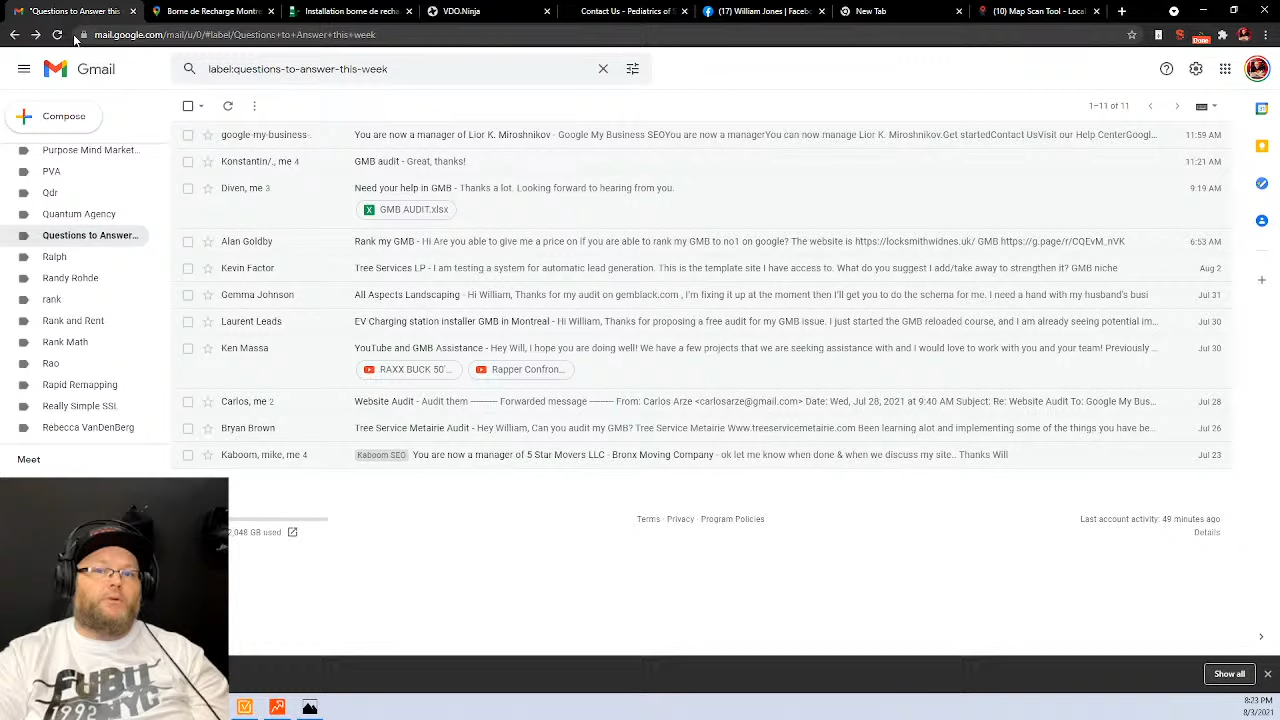 Questions to Answer this
Borne de Recharge Montr
Installation borne de recha
VDO.Ninja
Contact Us - Pediatrics of S
(17) William Jones | Facebo
New Tab
(10) Map Scan Tool - Local
mail.google.com/mail/u/0/#label/Questions+to+Answer+this+week
Done
Gmail
label:questions-to-answer-this-week
Compose
1–11 of 11
google-my-business . You are now a manager of Lior K. Miroshnikov - Google My Business SEOYou are now a managerYou can now manage Lior K. Miroshnikov.Get startedContact UsVisit our Help CenterGoogl... 11:59 AM
Purpose Mind Market...
Konstantin/., me 4 GMB audit - Great, thanks! 11:21 AM
PVA
Diven, me 3 Need your help in GMB - Thanks a lot. Looking forward to hearing from you. 9:19 AM
Qdr
GMB AUDIT.xlsx
Quantum Agency
Questions to Answer...
Alan Goldby Rank my GMB - Hi Are you able to give me a price on if you are able to rank my GMB to no1 on google? The website is https://locksmithwidnes.uk/ GMB https://g.page/r/CQEvM_nVK 6:53 AM
Ralph
Kevin Factor Tree Services LP - I am testing a system for automatic lead generation. This is the template site I have access to. What do you suggest I add/take away to strengthen it? GMB niche Aug 2
Randy Rohde
Gemma Johnson All Aspects Landscaping - Hi William, Thanks for my audit on gemblack.com , I'm fixing it up at the moment then I'll get you to do the schema for me. I need a hand with my husband's busi Jul 31
rank
Laurent Leads EV Charging station installer GMB in Montreal - Hi William, Thanks for proposing a free audit for my GMB issue. I just started the GMB reloaded course, and I am already seeing potential im... Jul 30
Rank and Rent
Ken Massa YouTube and GMB Assistance - Hey Will, I hope you are doing well! We have a few projects that we are seeking assistance with and I would love to work with you and your team! Previously ... Jul 30
Rank Math
Rao
RAXX BUCK 50'... Rapper Confron...
Rapid Remapping
Carlos, me 2 Website Audit - Audit them ---------- Forwarded message --------- From: Carlos Arze <carlosarze@gmail.com> Date: Wed, Jul 28, 2021 at 9:40 AM Subject: Re: Website Audit To: Google My Bus... Jul 28
Really Simple SSL
Bryan Brown Tree Service Metairie Audit - Hey William, Can you audit my GMB? Tree Service Metairie Www.treeservicemetairie.com Been learning alot and implementing some of the things you have be... Jul 26
Rebecca VanDenBerg
Kaboom, mike, me 4 Kaboom SEO You are now a manager of 5 Star Movers LLC - Bronx Moving Company - ok let me know when done & when we discuss my site.. Thanks Will Jul 23
Meet
Terms · Privacy · Program Policies
Last account activity: 49 minutes ago
2,048 GB used
Details
FUBU
NYC
1992
Show all
8:23 PM
8/3/2021